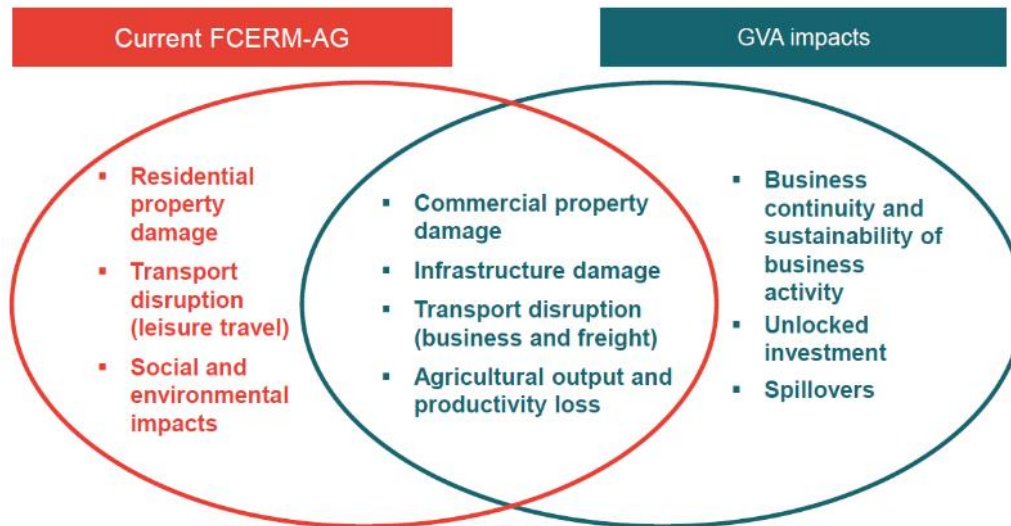 Current FCERM-AG
GVA impacts
▪ Residential
property
damage
▪ Transport
disruption
(leisure travel)
▪ Social and
environmental
impacts
▪ Commercial property
damage
▪ Infrastructure damage
▪ Transport disruption
(business and freight)
▪ Agricultural output and
productivity loss
▪ Business
continuity and
sustainability of
business
activity
▪ Unlocked
investment
▪ Spillovers